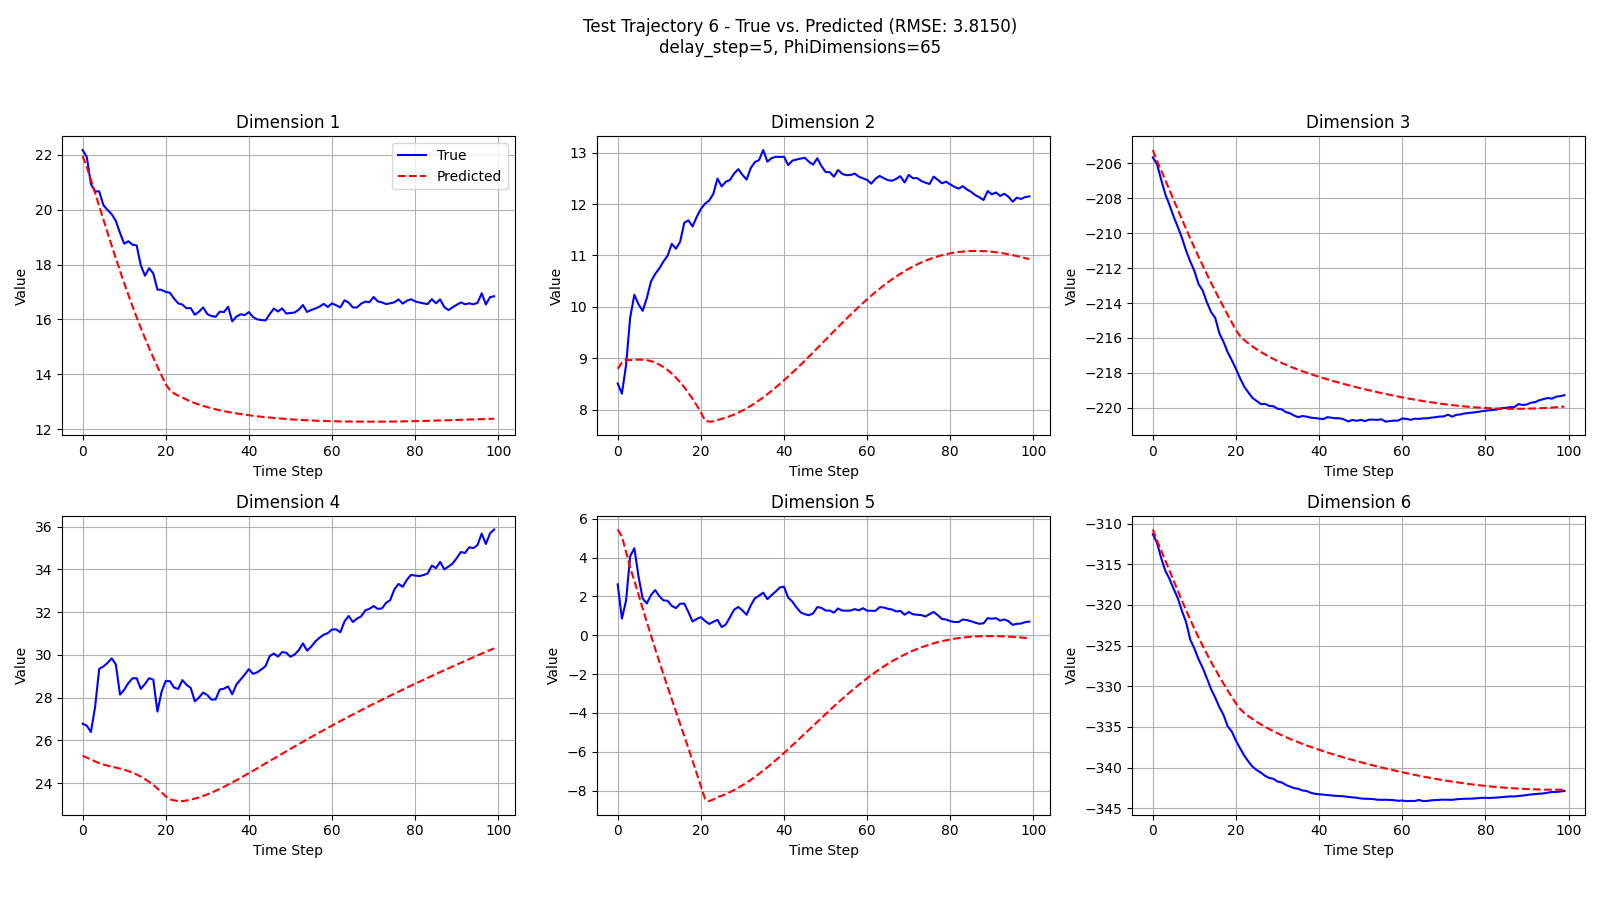 Test Trajectory 6 - True vs. Predicted (RMSE: 3.8150)
delay_step=5, PhiDimensions=65
Dimension 1
22
20
18
16
14
12
0 20 40 60 80 100
Value
Time Step
True
Predicted
Dimension 2
13
12
11
10
9
8
0 20 40 60 80 100
Value
Time Step
Dimension 3
−206
−208
−210
−212
−214
−216
−218
−220
0 20 40 60 80 100
Value
Time Step
Dimension 4
36
34
32
30
28
26
24
0 20 40 60 80 100
Value
Time Step
Dimension 5
6
4
2
0
−2
−4
−6
−8
0 20 40 60 80 100
Value
Time Step
Dimension 6
−310
−315
−320
−325
−330
−335
−340
−345
0 20 40 60 80 100
Value
Time Step